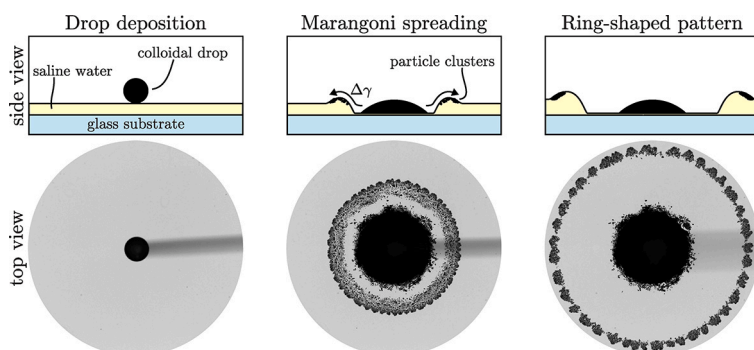 Drop deposition
Marangoni spreading
Ring-shaped pattern
side view
colloidal drop
saline water
glass substrate
Δγ
particle clusters
top view